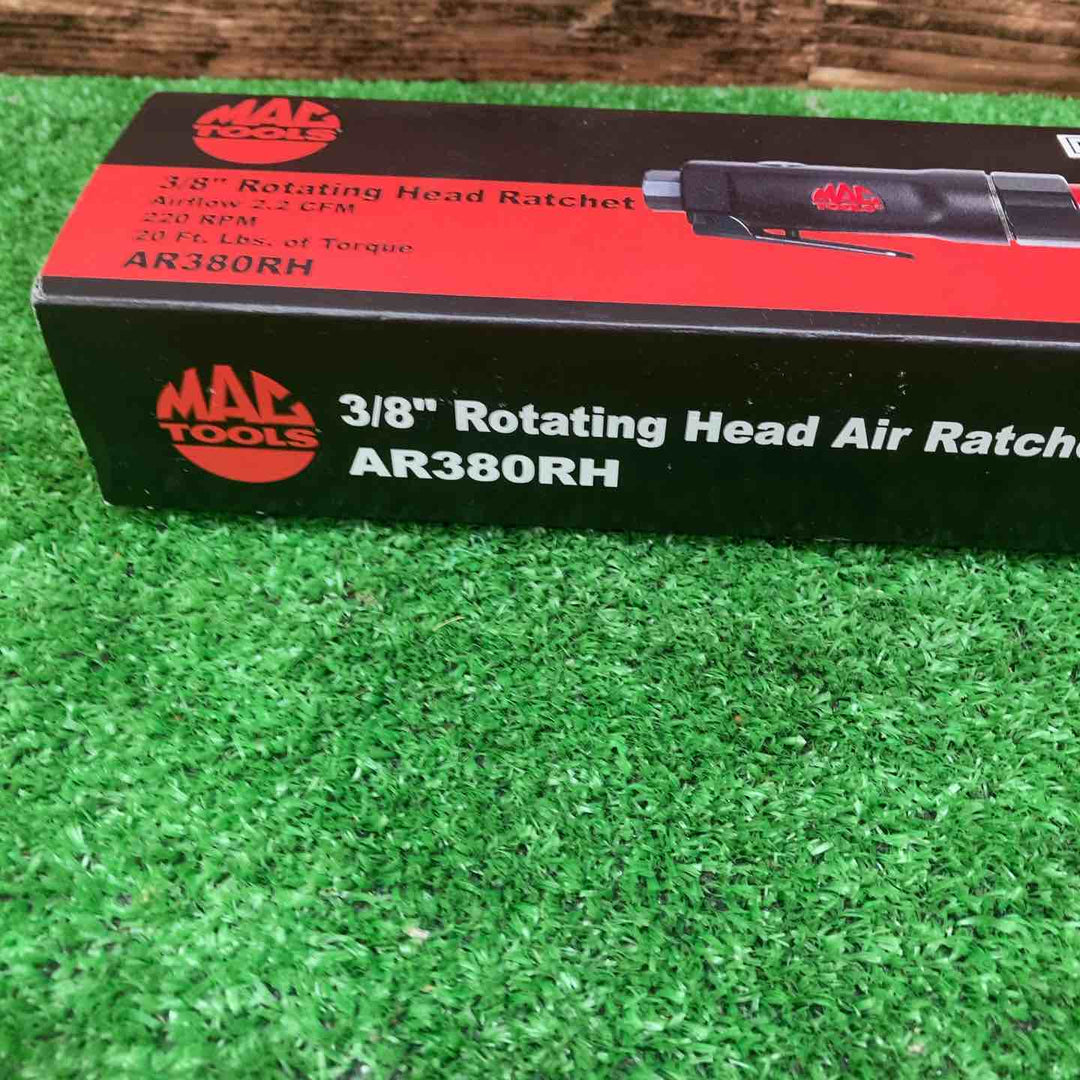 MAC
TOOLS
3/8" Rotating Head Ratchet
Airflow 2.2 CFM
220 RPM
20 Ft. Lbs. of Torque
AR380RH
MAC
TOOLS
MAC
TOOLS
3/8" Rotating Head Air Ratche
AR380RH